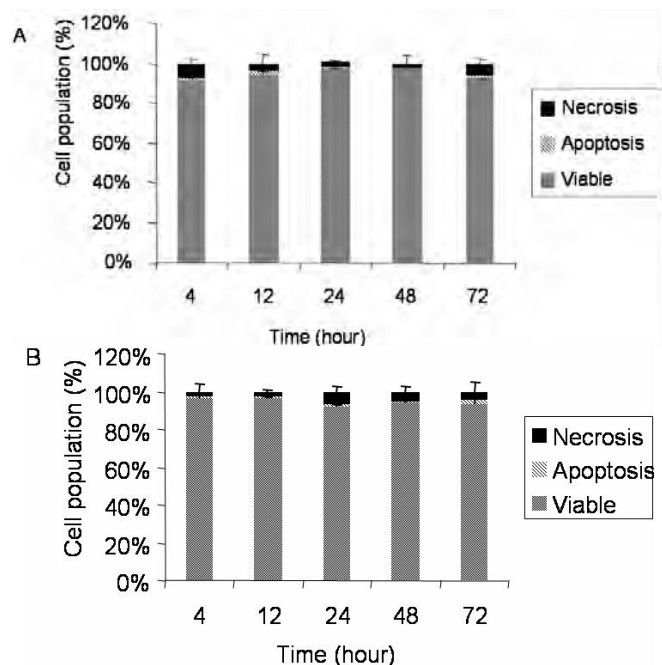 A
Cell population (%)
120%
100%
80%
60%
40%
20%
0%
4 12 24 48 72
Time (hour)
Necrosis
Apoptosis
Viable
B
Cell population (%)
120%
100%
80%
60%
40%
20%
0%
4 12 24 48 72
Time (hour)
Necrosis
Apoptosis
Viable